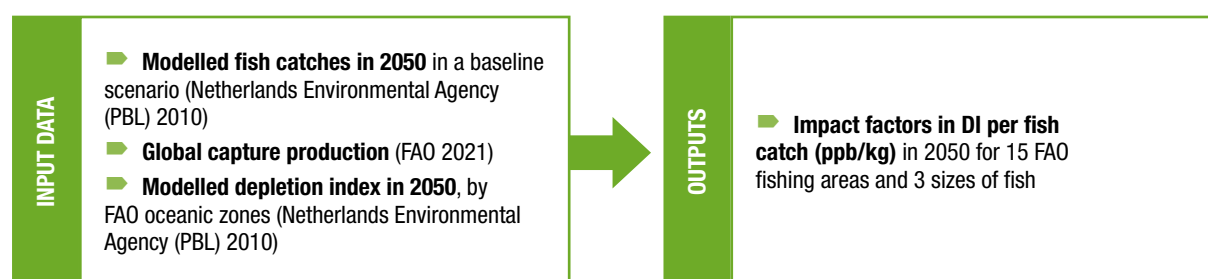 INPUT DATA
Modelled fish catches in 2050 in a baseline
scenario (Netherlands Environmental Agency
(PBL) 2010)
Global capture production (FAO 2021)
Modelled depletion index in 2050, by
FAO oceanic zones (Netherlands Environmental
Agency (PBL) 2010)
OUTPUTS
Impact factors in DI per fish
catch (ppb/kg) in 2050 for 15 FAO
fishing areas and 3 sizes of fish